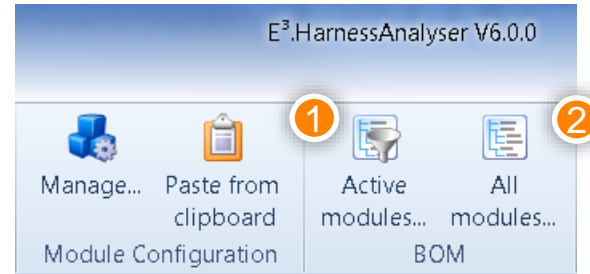 E³.HarnessAnalyser V6.0.0
1
2
Manage... Paste from Active All
clipboard modules... modules...
Module Configuration BOM